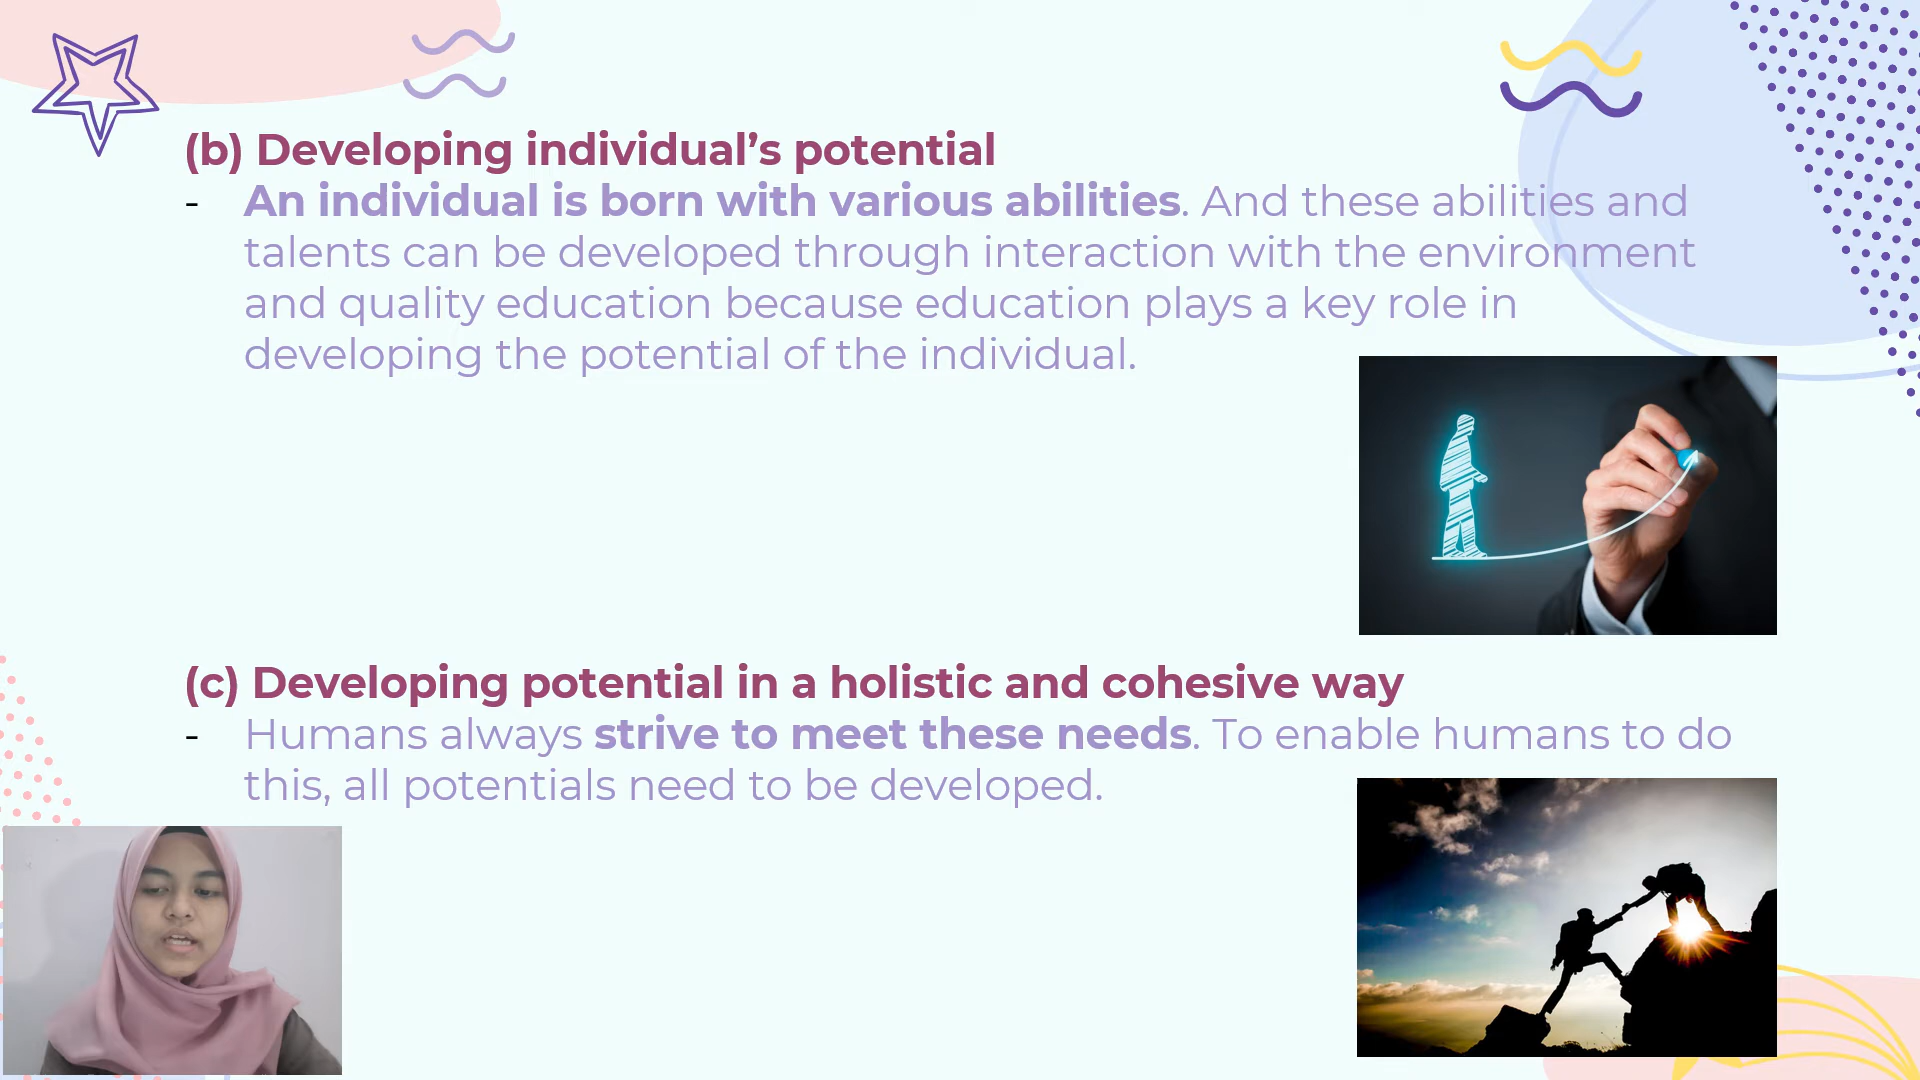 (b) Developing individual’s potential
- An individual is born with various abilities. And these abilities and
talents can be developed through interaction with the environment
and quality education because education plays a key role in
developing the potential of the individual.
(c) Developing potential in a holistic and cohesive way
- Humans always strive to meet these needs. To enable humans to do
this, all potentials need to be developed.